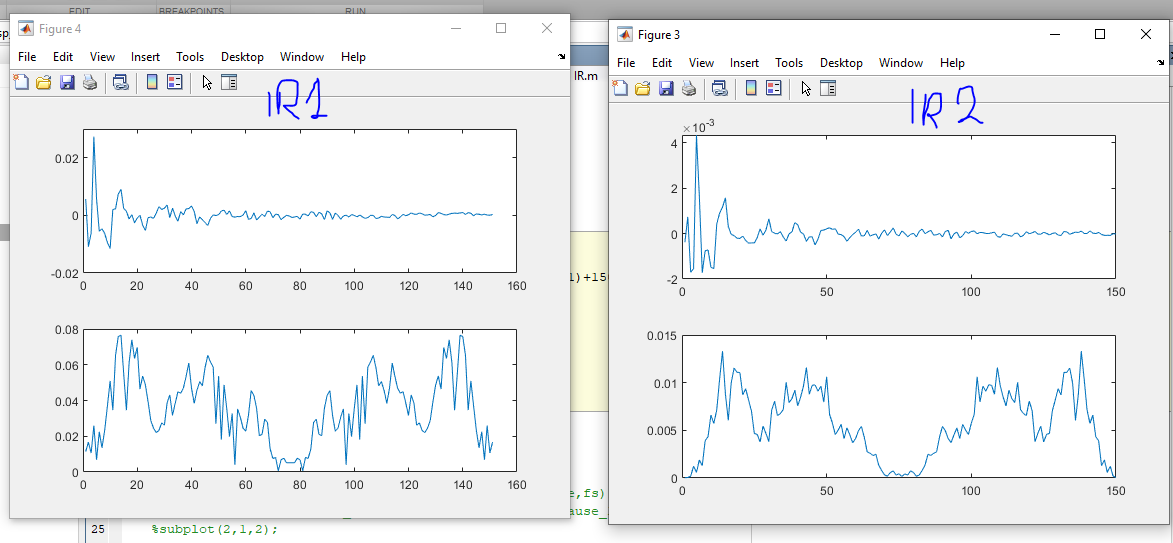 EDIT BREAKPOINTS RUN
Figure 4
File Edit View Insert Tools Desktop Window Help
IR1
0.02
0
-0.02
0 20 40 60 80 100 120 140 160
0.08
0.06
0.04
0.02
0
0 20 40 60 80 100 120 140 160
IR.m
Figure 3
File Edit View Insert Tools Desktop Window Help
IR2
×10-3
4
2
0
-2
0 50 100 150
0.015
0.01
0.005
0
0 50 100 150
)+15
e,fs)
ause_
25 %subplot(2,1,2);